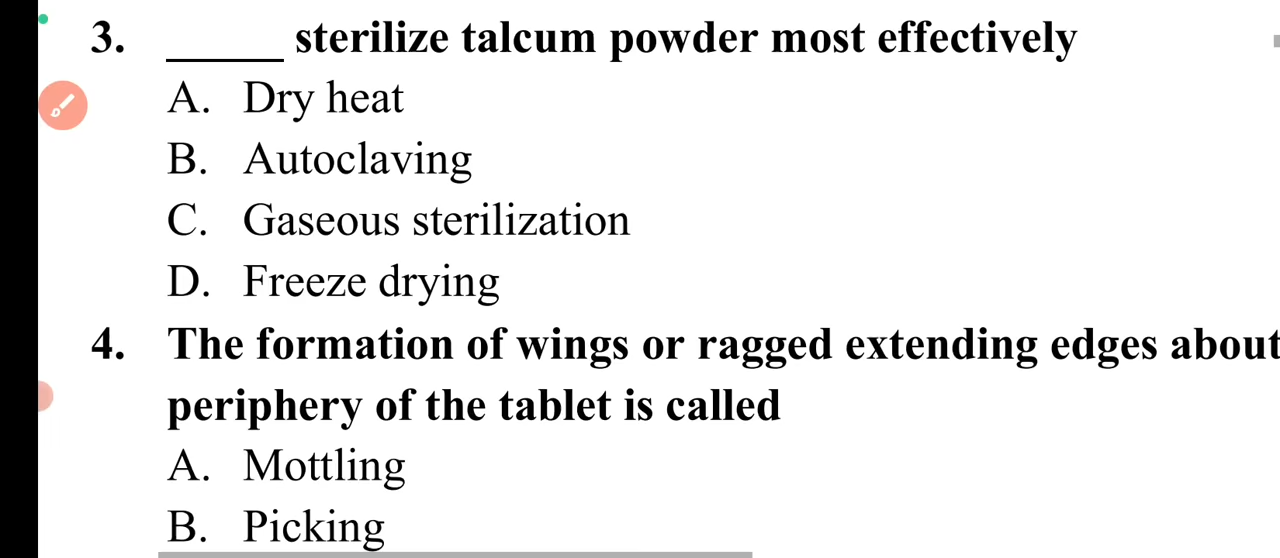 3. ______ sterilize talcum powder most effectively
A. Dry heat
B. Autoclaving
C. Gaseous sterilization
D. Freeze drying
4. The formation of wings or ragged extending edges about
periphery of the tablet is called
A. Mottling
B. Picking